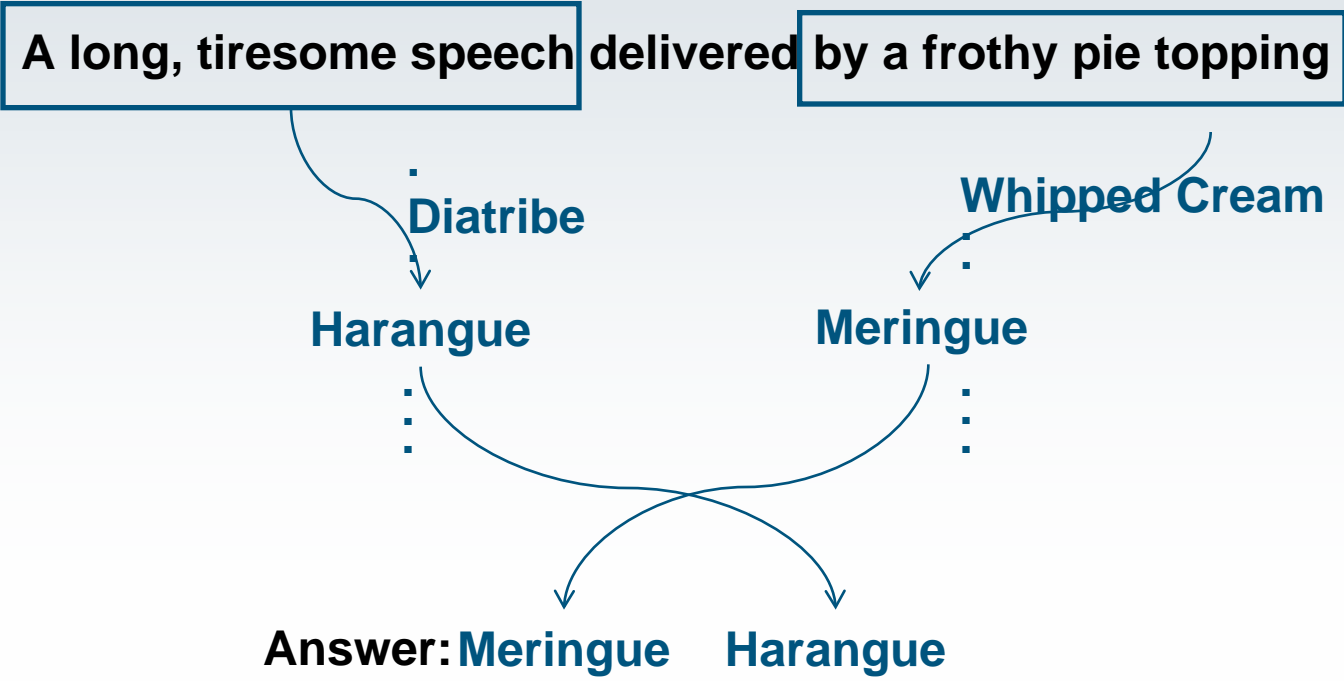 A long, tiresome speech delivered by a frothy pie topping
.
Diatribe
.
Whipped Cream
.
.
Harangue
Meringue
.
.
.
.
.
.
Answer: Meringue Harangue